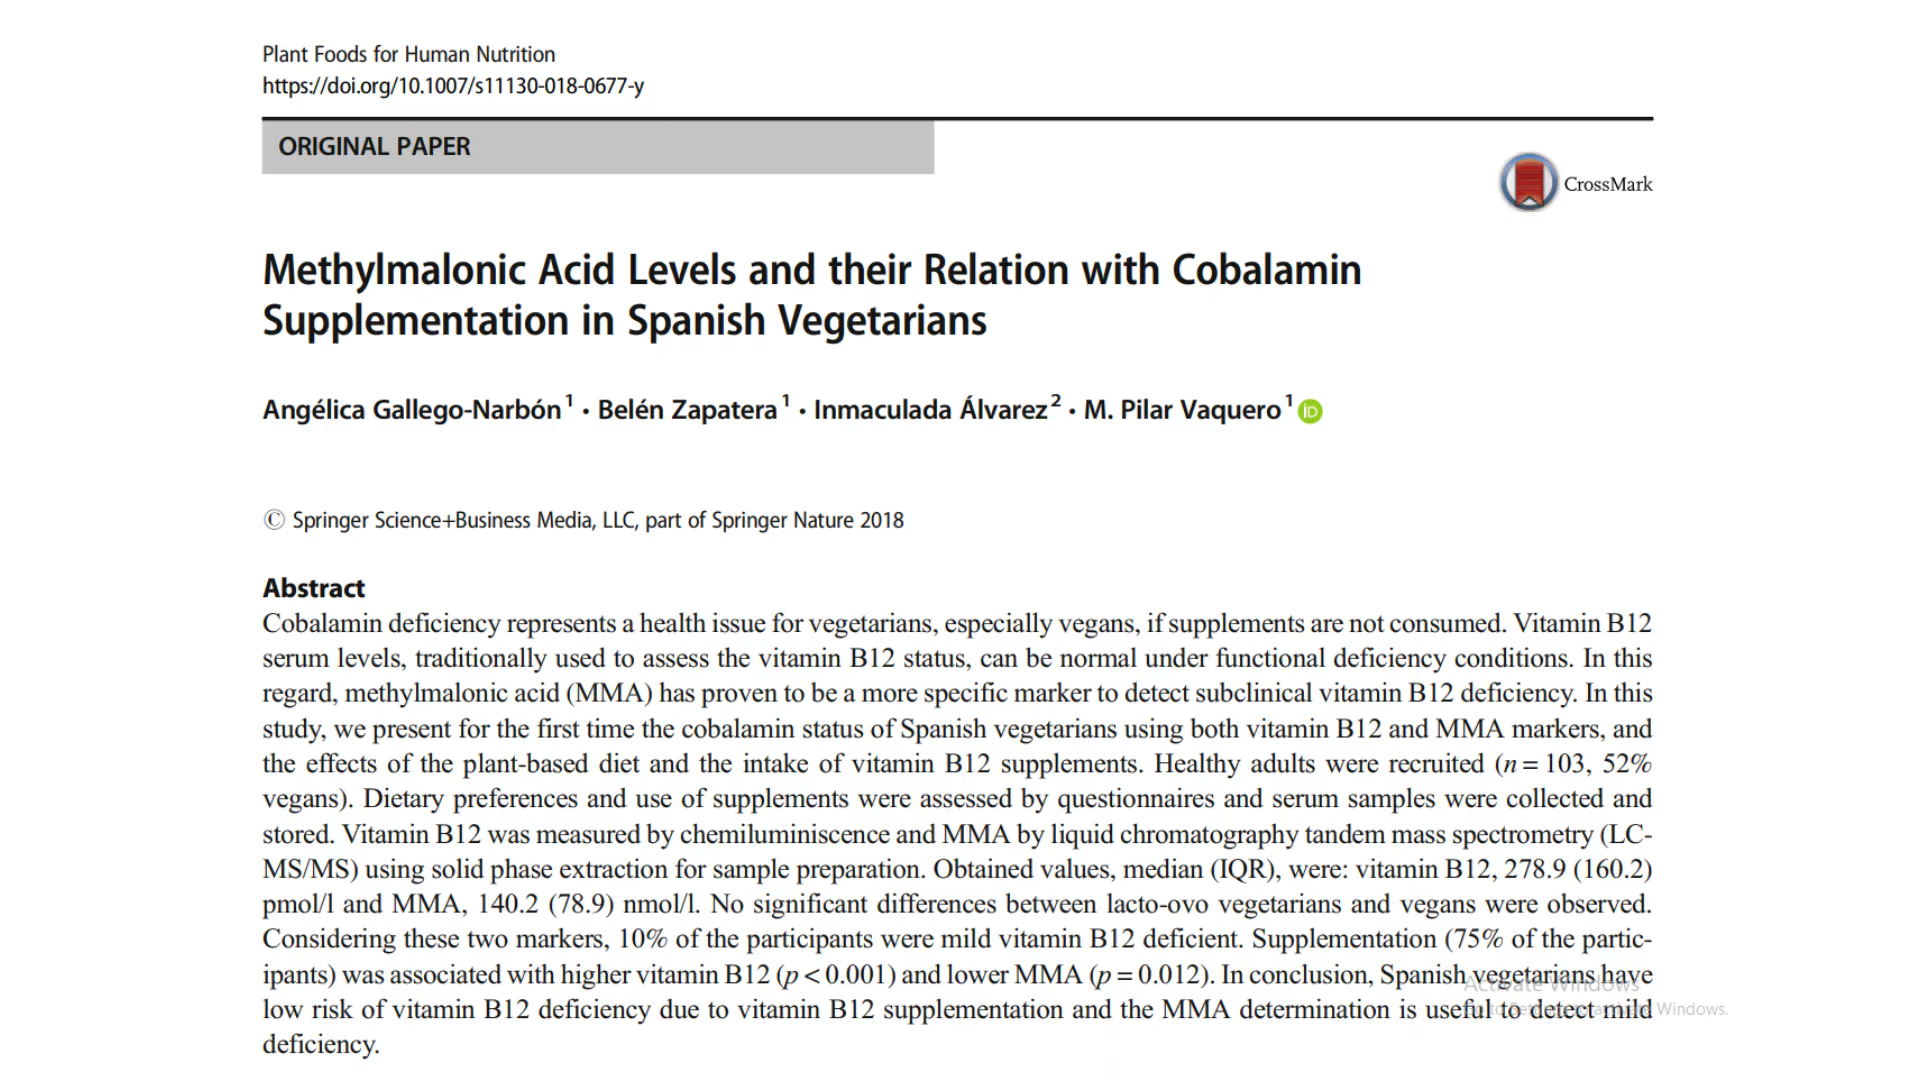 Plant Foods for Human Nutrition
https://doi.org/10.1007/s11130-018-0677-y
ORIGINAL PAPER
CrossMark
Methylmalonic Acid Levels and their Relation with Cobalamin
Supplementation in Spanish Vegetarians
Angélica Gallego-Narbón1 • Belén Zapatera1 • Inmaculada Álvarez2 • M. Pilar Vaquero1 iD
© Springer Science+Business Media, LLC, part of Springer Nature 2018
Abstract
Cobalamin deficiency represents a health issue for vegetarians, especially vegans, if supplements are not consumed. Vitamin B12
serum levels, traditionally used to assess the vitamin B12 status, can be normal under functional deficiency conditions. In this
regard, methylmalonic acid (MMA) has proven to be a more specific marker to detect subclinical vitamin B12 deficiency. In this
study, we present for the first time the cobalamin status of Spanish vegetarians using both vitamin B12 and MMA markers, and
the effects of the plant-based diet and the intake of vitamin B12 supplements. Healthy adults were recruited (n = 103, 52%
vegans). Dietary preferences and use of supplements were assessed by questionnaires and serum samples were collected and
stored. Vitamin B12 was measured by chemiluminiscence and MMA by liquid chromatography tandem mass spectrometry (LC-
MS/MS) using solid phase extraction for sample preparation. Obtained values, median (IQR), were: vitamin B12, 278.9 (160.2)
pmol/l and MMA, 140.2 (78.9) nmol/l. No significant differences between lacto-ovo vegetarians and vegans were observed.
Considering these two markers, 10% of the participants were mild vitamin B12 deficient. Supplementation (75% of the partic-
ipants) was associated with higher vitamin B12 (p < 0.001) and lower MMA (p = 0.012). In conclusion, Spanish vegetarians have
Activate Windows
low risk of vitamin B12 deficiency due to vitamin B12 supplementation and the MMA determination is useful to detect mild
Go to Settings to activate Windows.
deficiency.